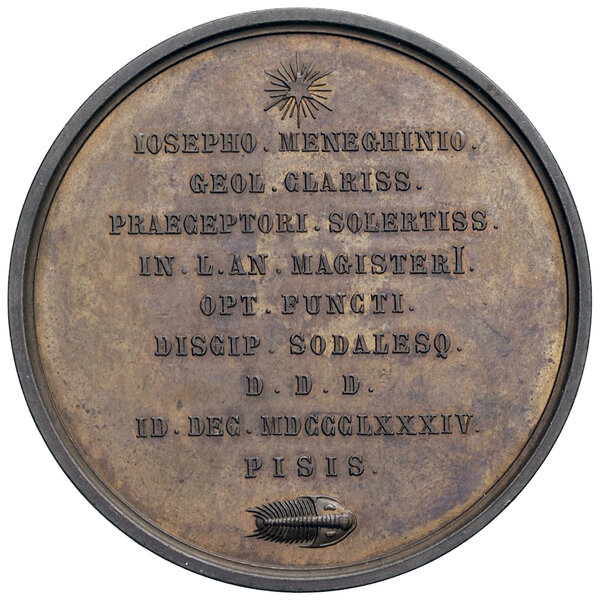 IOSEPHO . MENEGHINIO .
GEOL . CLARISS .
PRAECEPTORI . SOLERTISS .
IN . L . AN . MAGISTERI .
OPT . FUNCTI .
DISCIP . SODALESQ .
D . D . D
ID . DEC . MDCCCLXXXIV .
PISIS .